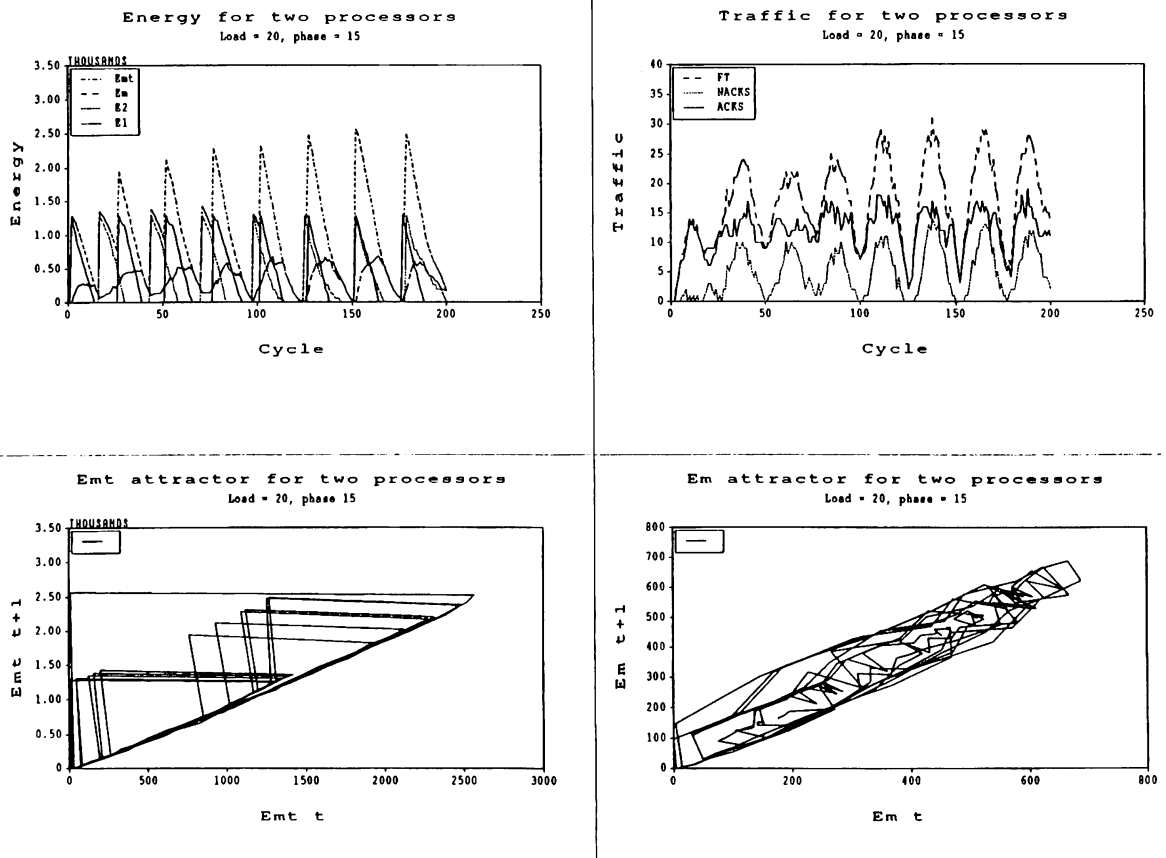 Energy for two processors
Load = 20, phase = 15
THOUSANDS
3.50
3.00
2.50
2.00
1.50
1.00
0.50
0
Emt
Em
E2
E1
Energy
0 50 100 150 200 250
Cycle
Traffic for two processors
Load = 20, phase = 15
40
35
30
25
20
15
10
5
0
FT
NACKS
ACKS
Traffic
0 50 100 150 200 250
Cycle
Emt attractor for two processors
Load = 20, phase 15
THOUSANDS
3.50
3.00
2.50
2.00
1.50
1.00
0.50
0
Emt t+1
0 500 1000 1500 2000 2500 3000
Emt t
Em attractor for two processors
Load = 20, phase 15
800
700
600
500
400
300
200
100
0
Em t+1
0 200 400 600 800
Em t